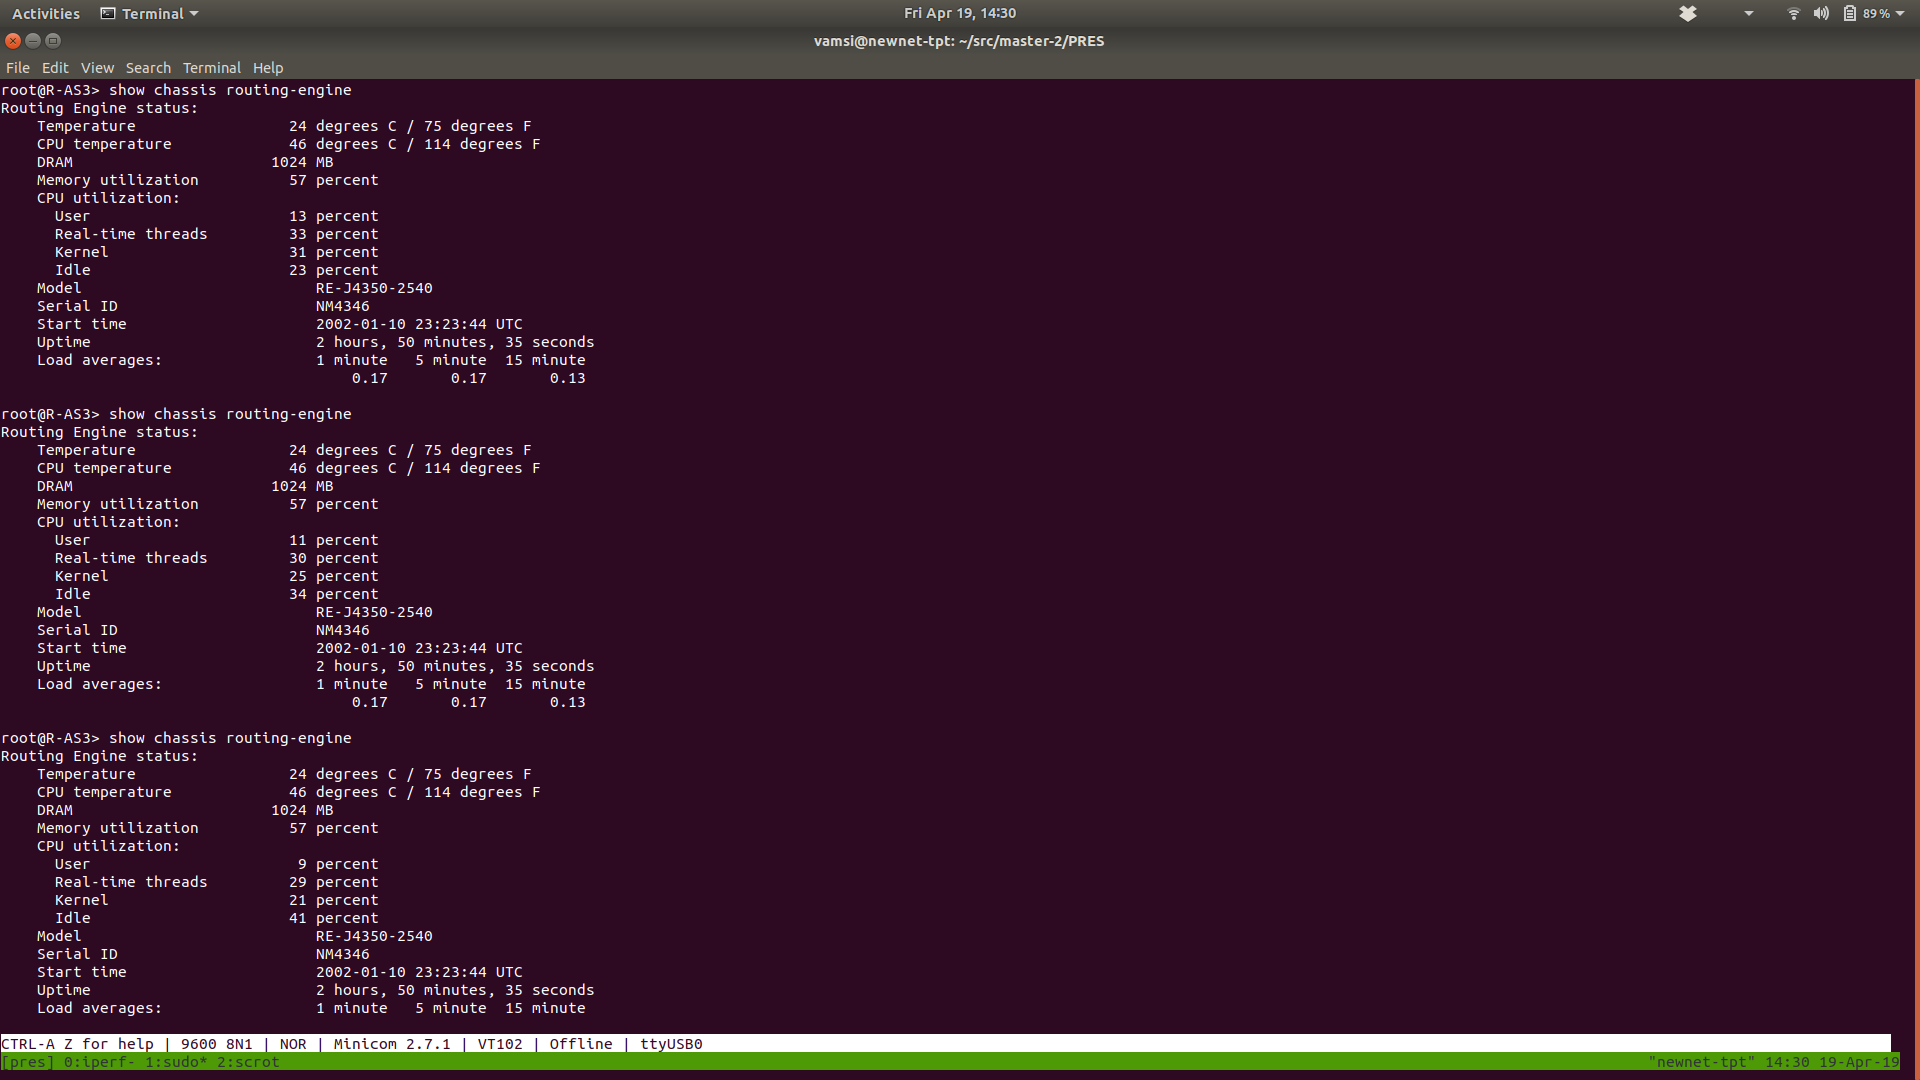 Activities Terminal Fri Apr 19, 14:30 89 %
vamsi@newnet-tpt: ~/src/master-2/PRES
File Edit View Search Terminal Help
root@R-AS3> show chassis routing-engine
Routing Engine status:
    Temperature                 24 degrees C / 75 degrees F
    CPU temperature             46 degrees C / 114 degrees F
    DRAM                      1024 MB
    Memory utilization          57 percent
    CPU utilization:
      User                      13 percent
      Real-time threads         33 percent
      Kernel                    31 percent
      Idle                      23 percent
    Model                          RE-J4350-2540
    Serial ID                      NM4346
    Start time                     2002-01-10 23:23:44 UTC
    Uptime                         2 hours, 50 minutes, 35 seconds
    Load averages:                 1 minute   5 minute  15 minute
                                       0.17       0.17       0.13
root@R-AS3> show chassis routing-engine
Routing Engine status:
    Temperature                 24 degrees C / 75 degrees F
    CPU temperature             46 degrees C / 114 degrees F
    DRAM                      1024 MB
    Memory utilization          57 percent
    CPU utilization:
      User                      11 percent
      Real-time threads         30 percent
      Kernel                    25 percent
      Idle                      34 percent
    Model                          RE-J4350-2540
    Serial ID                      NM4346
    Start time                     2002-01-10 23:23:44 UTC
    Uptime                         2 hours, 50 minutes, 35 seconds
    Load averages:                 1 minute   5 minute  15 minute
                                       0.17       0.17       0.13
root@R-AS3> show chassis routing-engine
Routing Engine status:
    Temperature                 24 degrees C / 75 degrees F
    CPU temperature             46 degrees C / 114 degrees F
    DRAM                      1024 MB
    Memory utilization          57 percent
    CPU utilization:
      User                       9 percent
      Real-time threads         29 percent
      Kernel                    21 percent
      Idle                      41 percent
    Model                          RE-J4350-2540
    Serial ID                      NM4346
    Start time                     2002-01-10 23:23:44 UTC
    Uptime                         2 hours, 50 minutes, 35 seconds
    Load averages:                 1 minute   5 minute  15 minute
CTRL-A Z for help | 9600 8N1 | NOR | Minicom 2.7.1 | VT102 | Offline | ttyUSB0
[pres] 0:iperf- 1:sudo* 2:scrot "newnet-tpt" 14:30 19-Apr-19